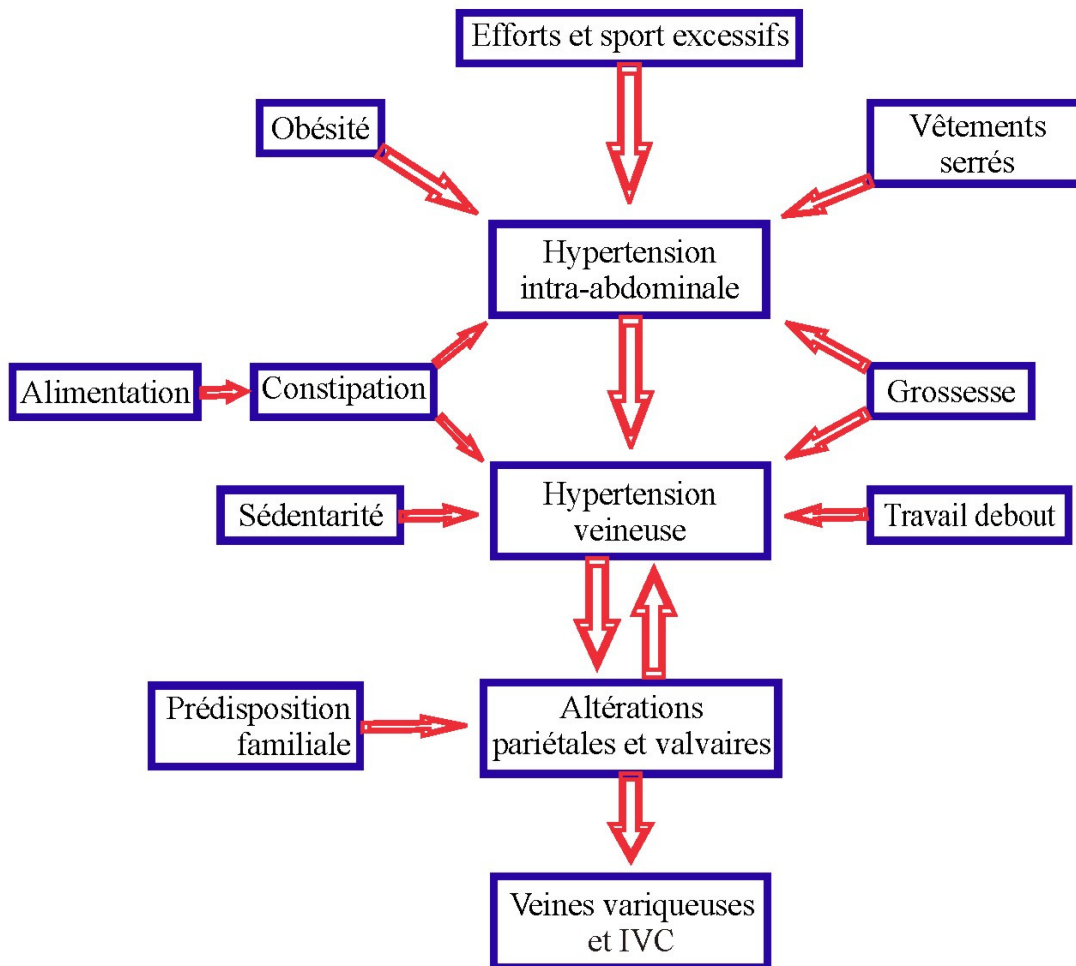 Efforts et sport excessifs
Obésité
Vêtements
serrés
Hypertension
intra-abdominale
Alimentation
Constipation
Grossesse
Sédentarité
Hypertension
veineuse
Travail debout
Prédisposition
familiale
Altérations
pariétales et valvaires
Veines variqueuses
et IVC